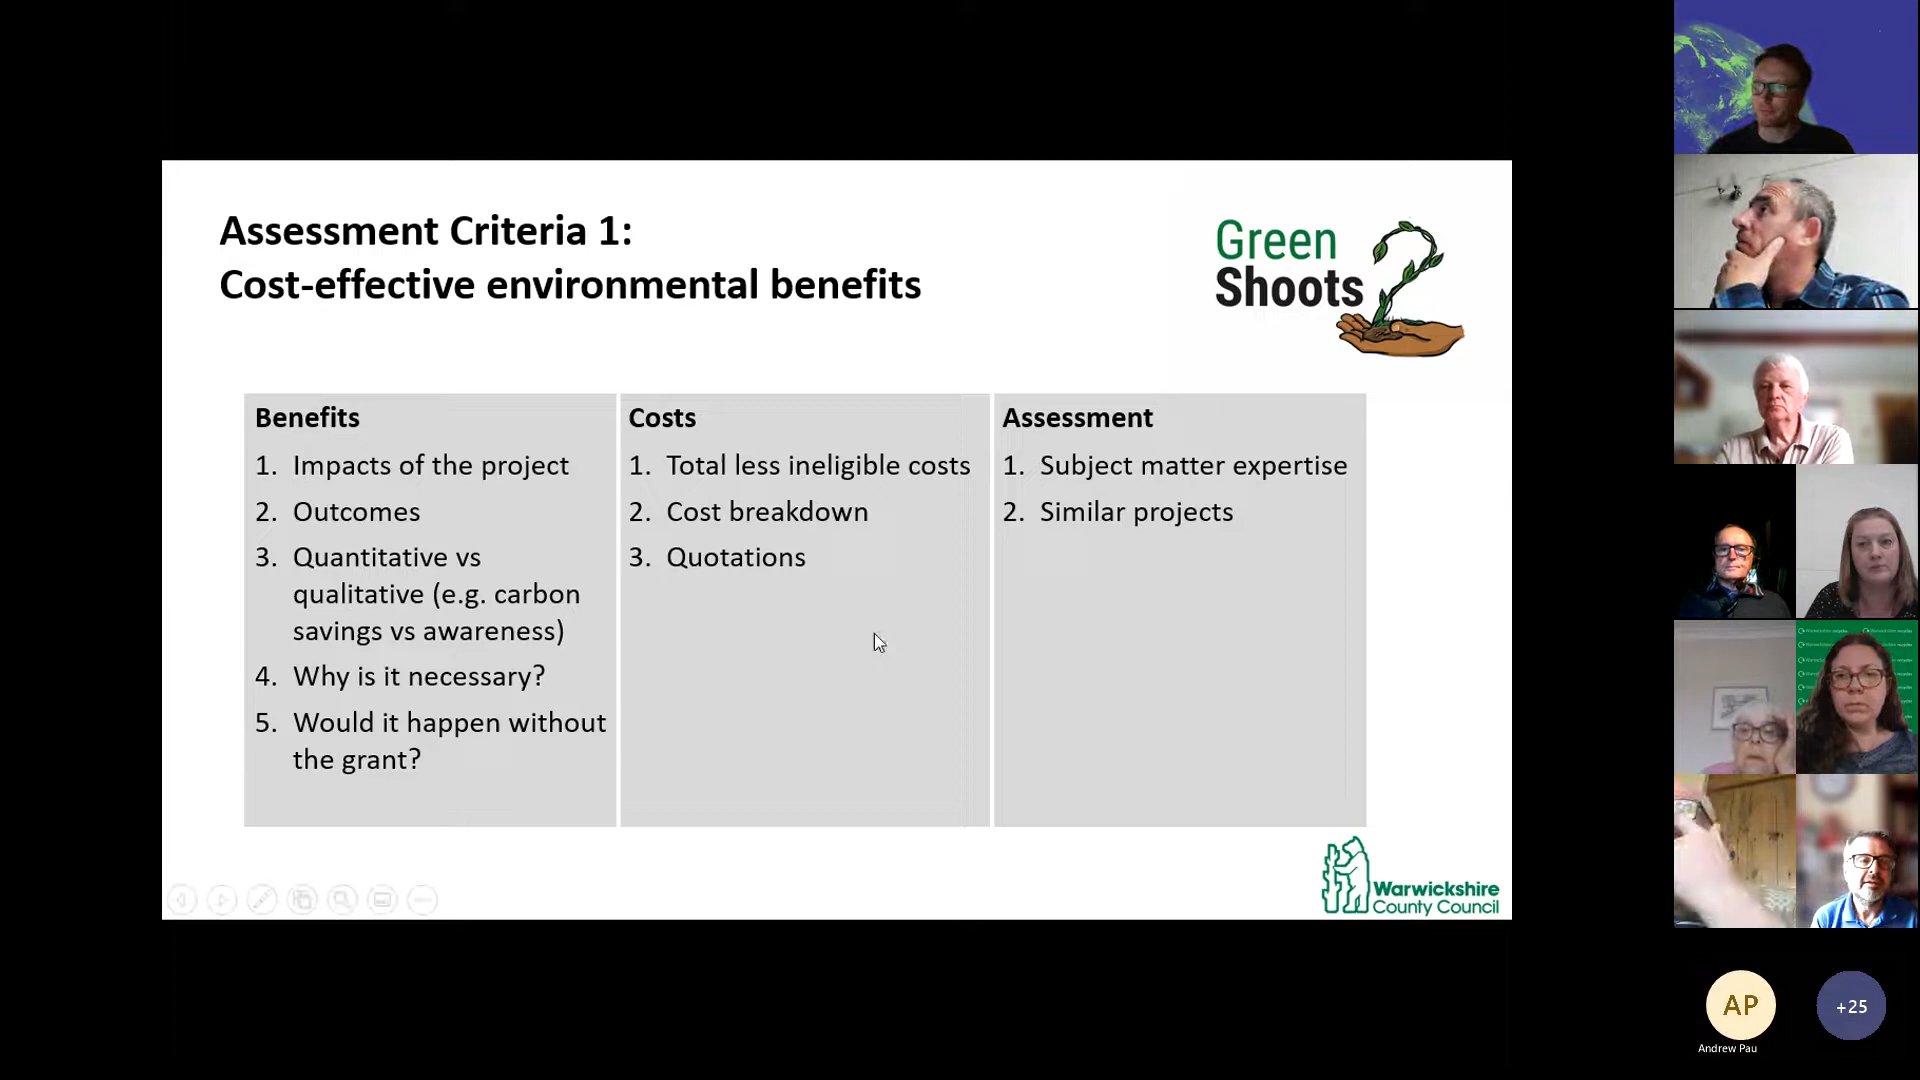 Assessment Criteria 1:
Cost-effective environmental benefits
Green
Shoots
Benefits
1. Impacts of the project
2. Outcomes
3. Quantitative vs
qualitative (e.g. carbon
savings vs awareness)
4. Why is it necessary?
5. Would it happen without
the grant?
Costs
1. Total less ineligible costs
2. Cost breakdown
3. Quotations
Assessment
1. Subject matter expertise
2. Similar projects
Warwickshire
County Council
AP
Andrew Pau
+25